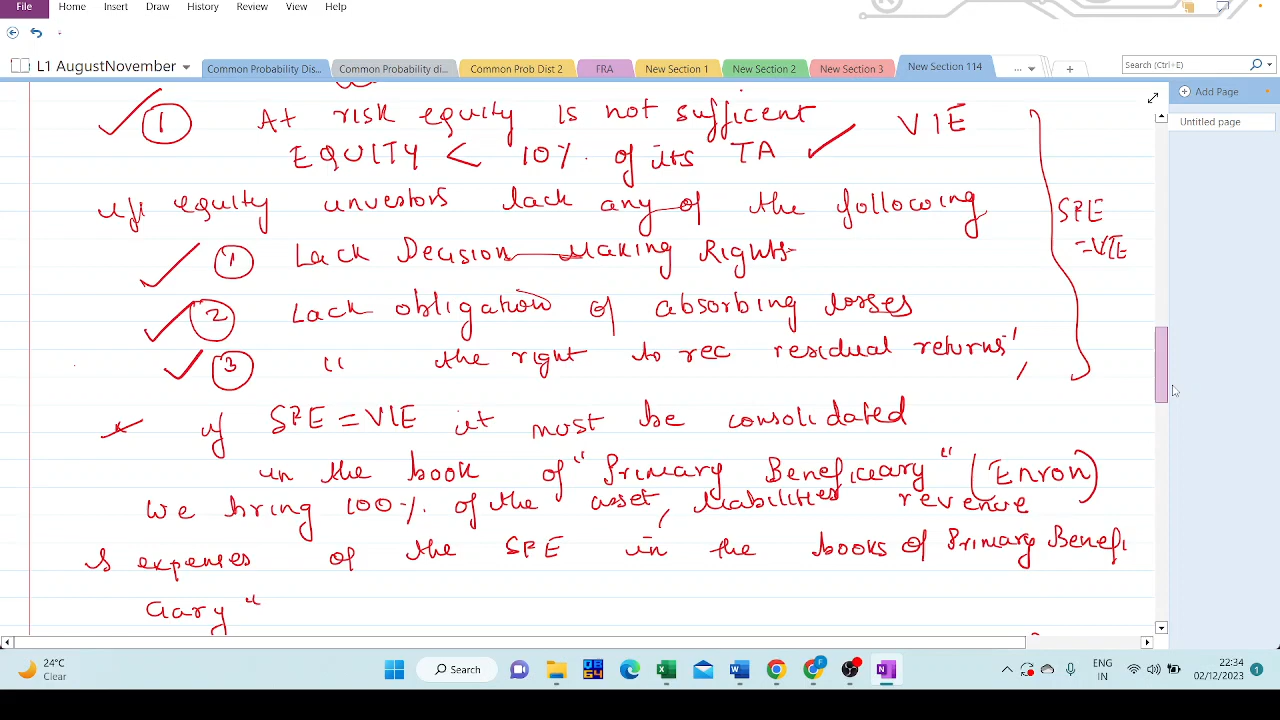 File Home Insert Draw History Review View Help
L1 AugustNovember Common Probability Dis... Common Probability di... Common Prob Dist 2 FRA New Section 1 New Section 2 New Section 3 New Section 114 ... Search (Ctrl+E)
Add Page
Untitled page
1 At risk equity is not sufficent VIE
EQUITY < 10% of its TA
if equity investors lack any of the following
SPE
=VIE
1 Lack Decision Making Rights
2 Lack obligation of absorbing losses
3 " the right to rec residual returns"
* if SPE = VIE it must be consolidated
in the book of "Primary Beneficeary" (Enron)
We bring 100% of the asset, liabilities revenue
& expenses of the SPE in the books of Primary Benefi
ciary "
24°C
Clear
Search
ENG
IN
22:34
02/12/2023